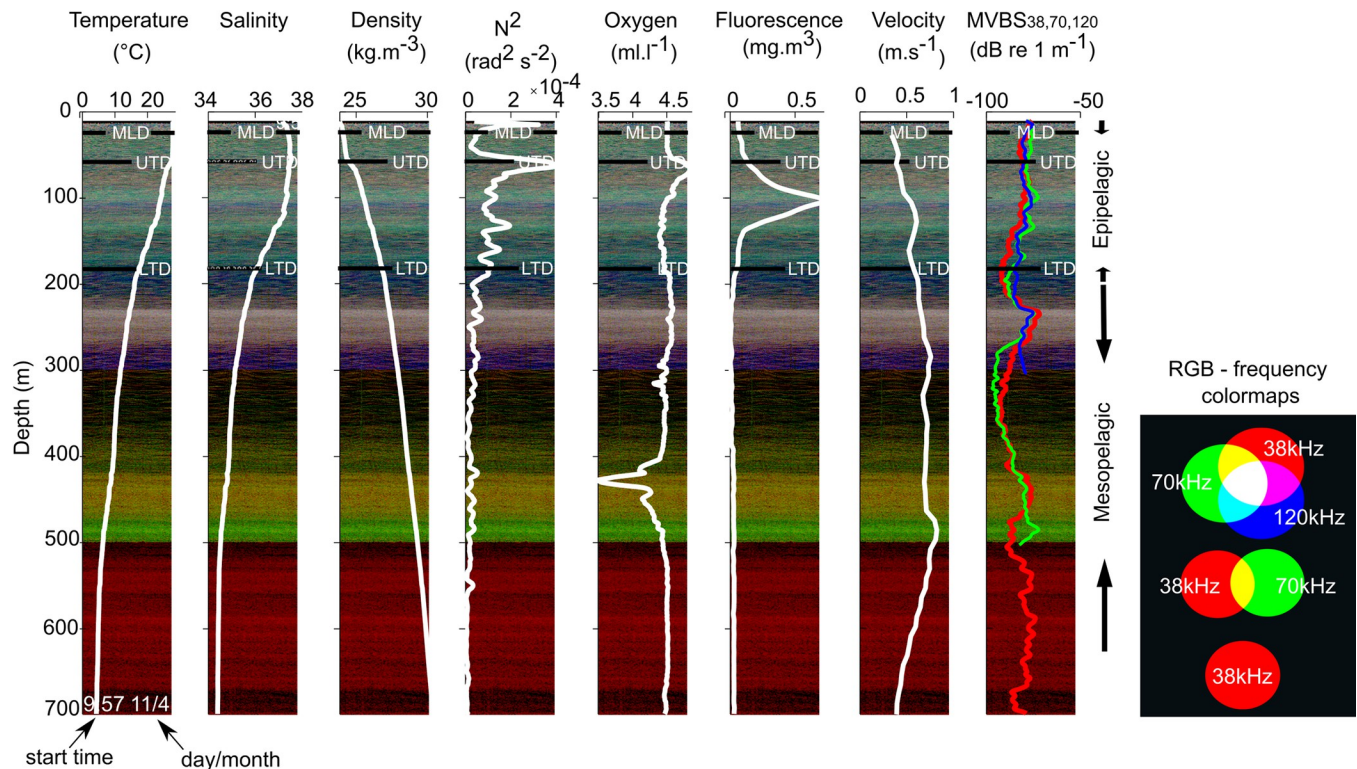 Temperature Salinity Density N2 Oxygen Fluorescence Velocity MVBS38,70,120
(°C) (kg.m-3) (rad2 s-2) (ml.l-1) (mg.m3) (m.s-1) (dB re 1 m-1)
×10-4
0 10 20 34 36 38 25 30 0 2 4 3.5 4 4.5 0 0.5 0 0.5 1 -100 -50
0
MLD MLD MLD MLD MLD MLD
UTD UTD UTD UTD UTD UTD UTD
100
Epipelagic
LTD LTD LTD LTD LTD LTD LTD
200
300
Depth (m)
400
Mesopelagic
500
600
700
9 57 11/4
start time
day/month
RGB - frequency
colormaps
38kHz
70kHz
120kHz
38kHz 70kHz
38kHz